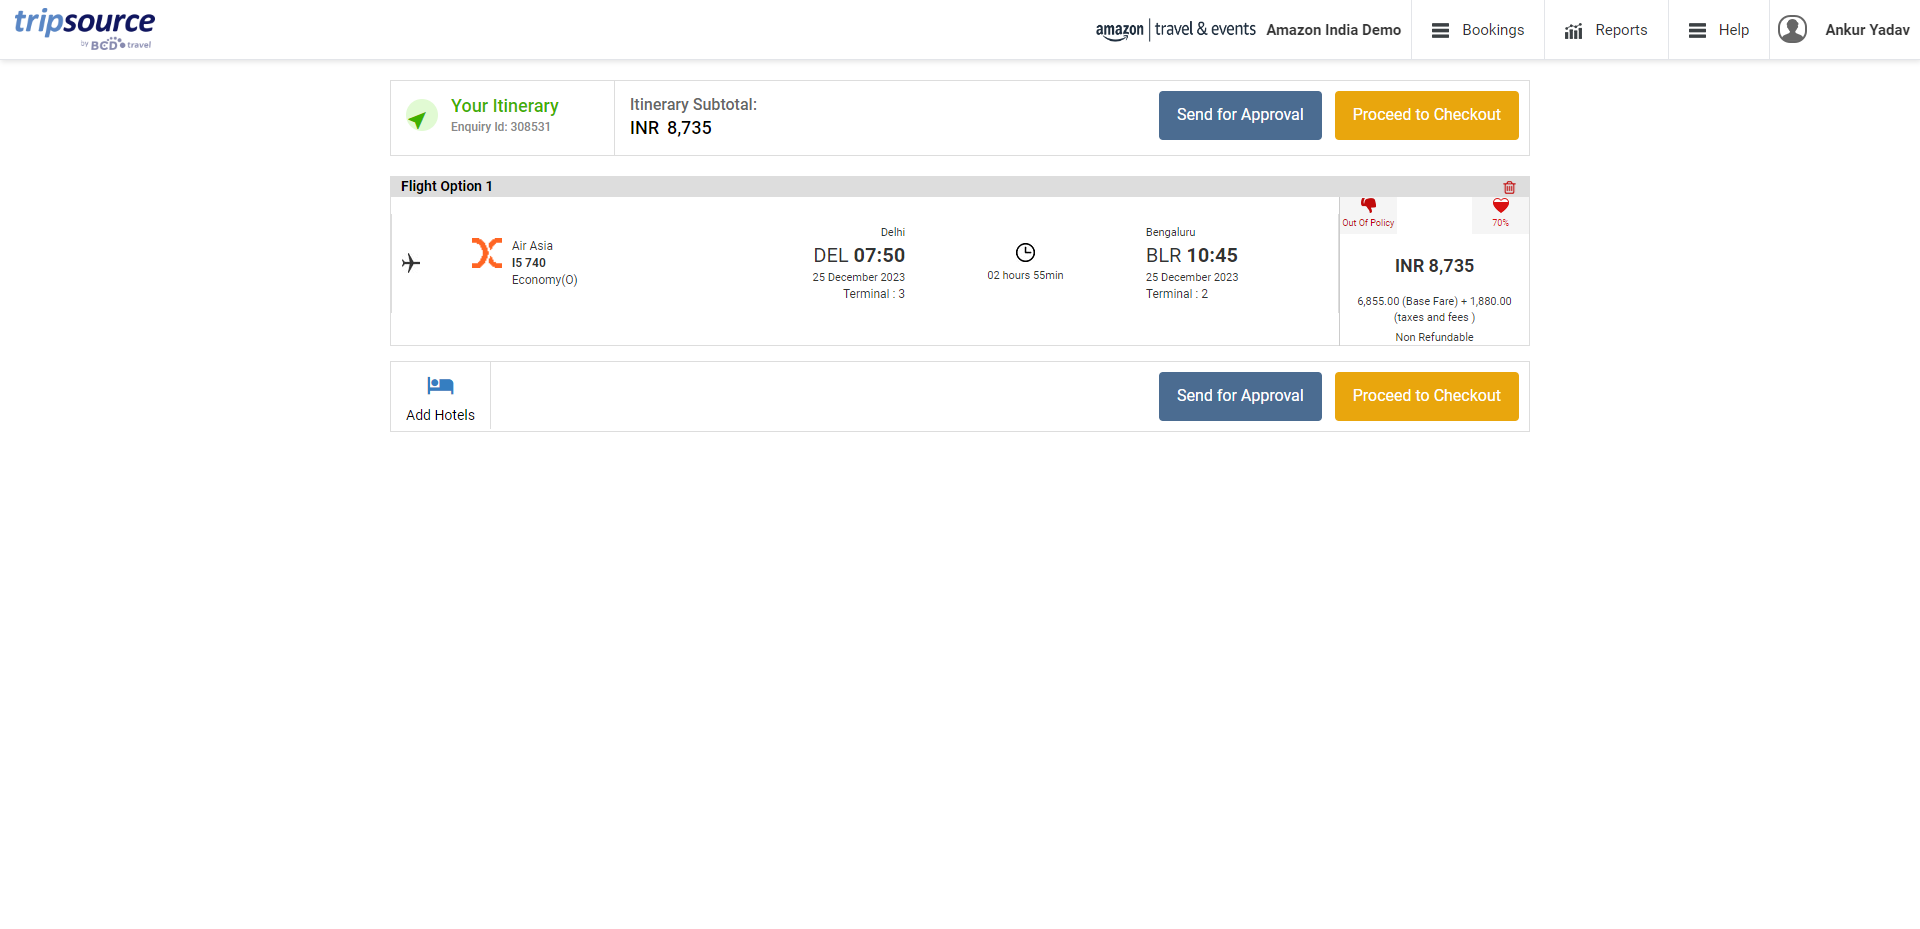 tripsource
by BCD travel
amazon | travel & events
Amazon India Demo
Bookings
Reports
Help
Ankur Yadav
Your Itinerary
Enquiry Id: 308531
Itinerary Subtotal:
INR 8,735
Send for Approval
Proceed to Checkout
Flight Option 1
Air Asia
I5 740
Economy(O)
Delhi
DEL 07:50
25 December 2023
Terminal : 3
02 hours 55min
Bengaluru
BLR 10:45
25 December 2023
Terminal : 2
Out Of Policy
70%
INR 8,735
6,855.00 (Base Fare) + 1,880.00
(taxes and fees )
Non Refundable
Add Hotels
Send for Approval
Proceed to Checkout